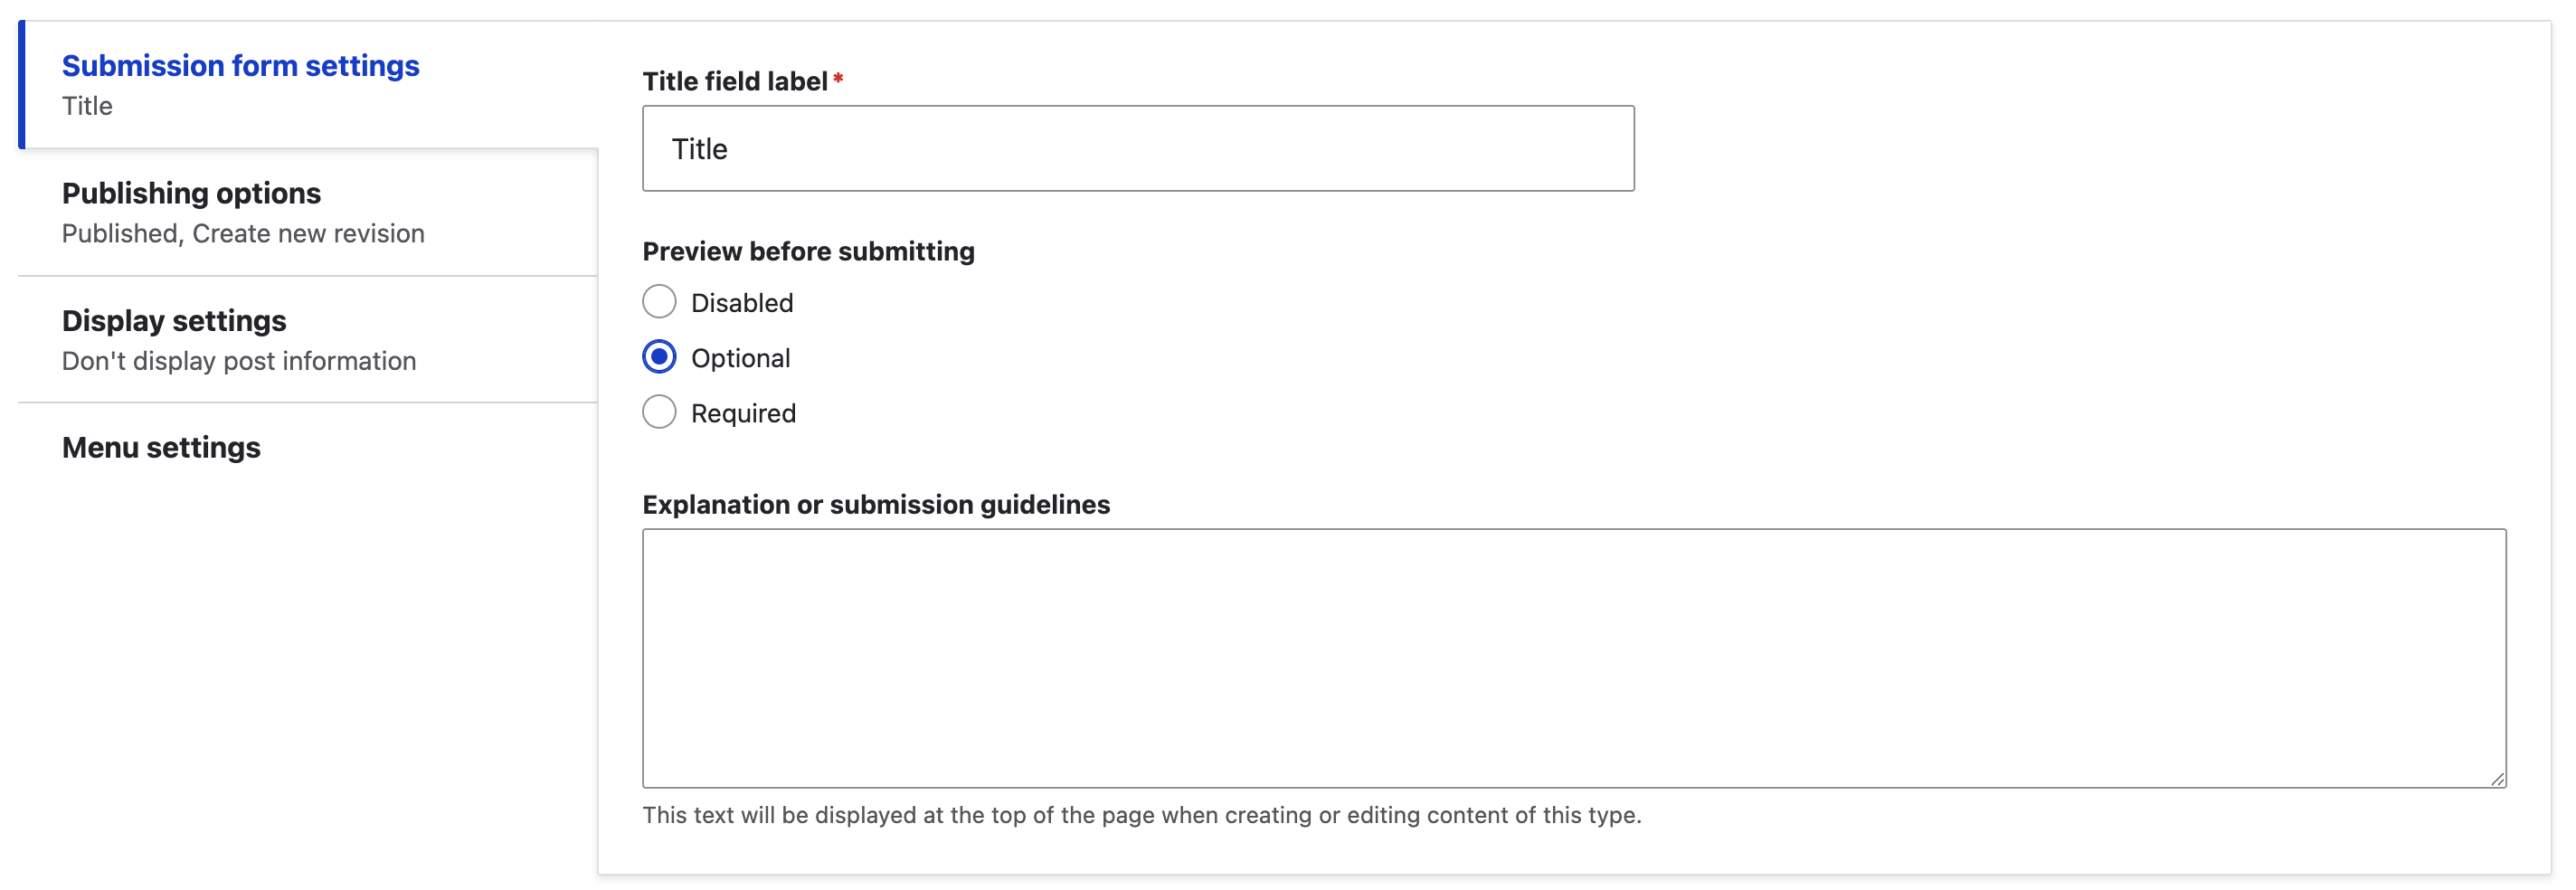 Submission form settings
Title
Publishing options
Published, Create new revision
Display settings
Don't display post information
Menu settings
Title field label*
Title
Preview before submitting
Disabled
Optional
Required
Explanation or submission guidelines
This text will be displayed at the top of the page when creating or editing content of this type.